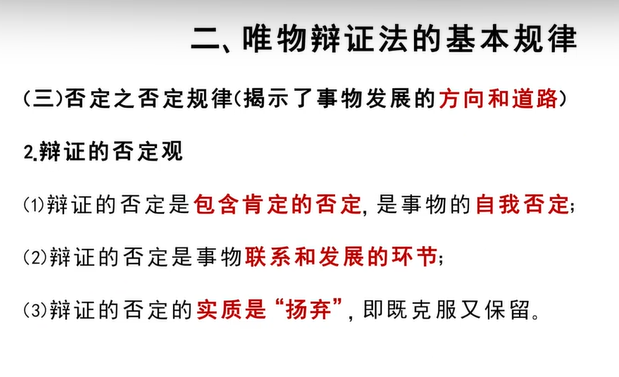 二、唯物辩证法的基本规律
(三)否定之否定规律(揭示了事物发展的方向和道路)
2.辩证的否定观
(1)辩证的否定是包含肯定的否定, 是事物的自我否定;
(2)辩证的否定是事物联系和发展的环节;
(3)辩证的否定的实质是“扬弃”, 即既克服又保留。